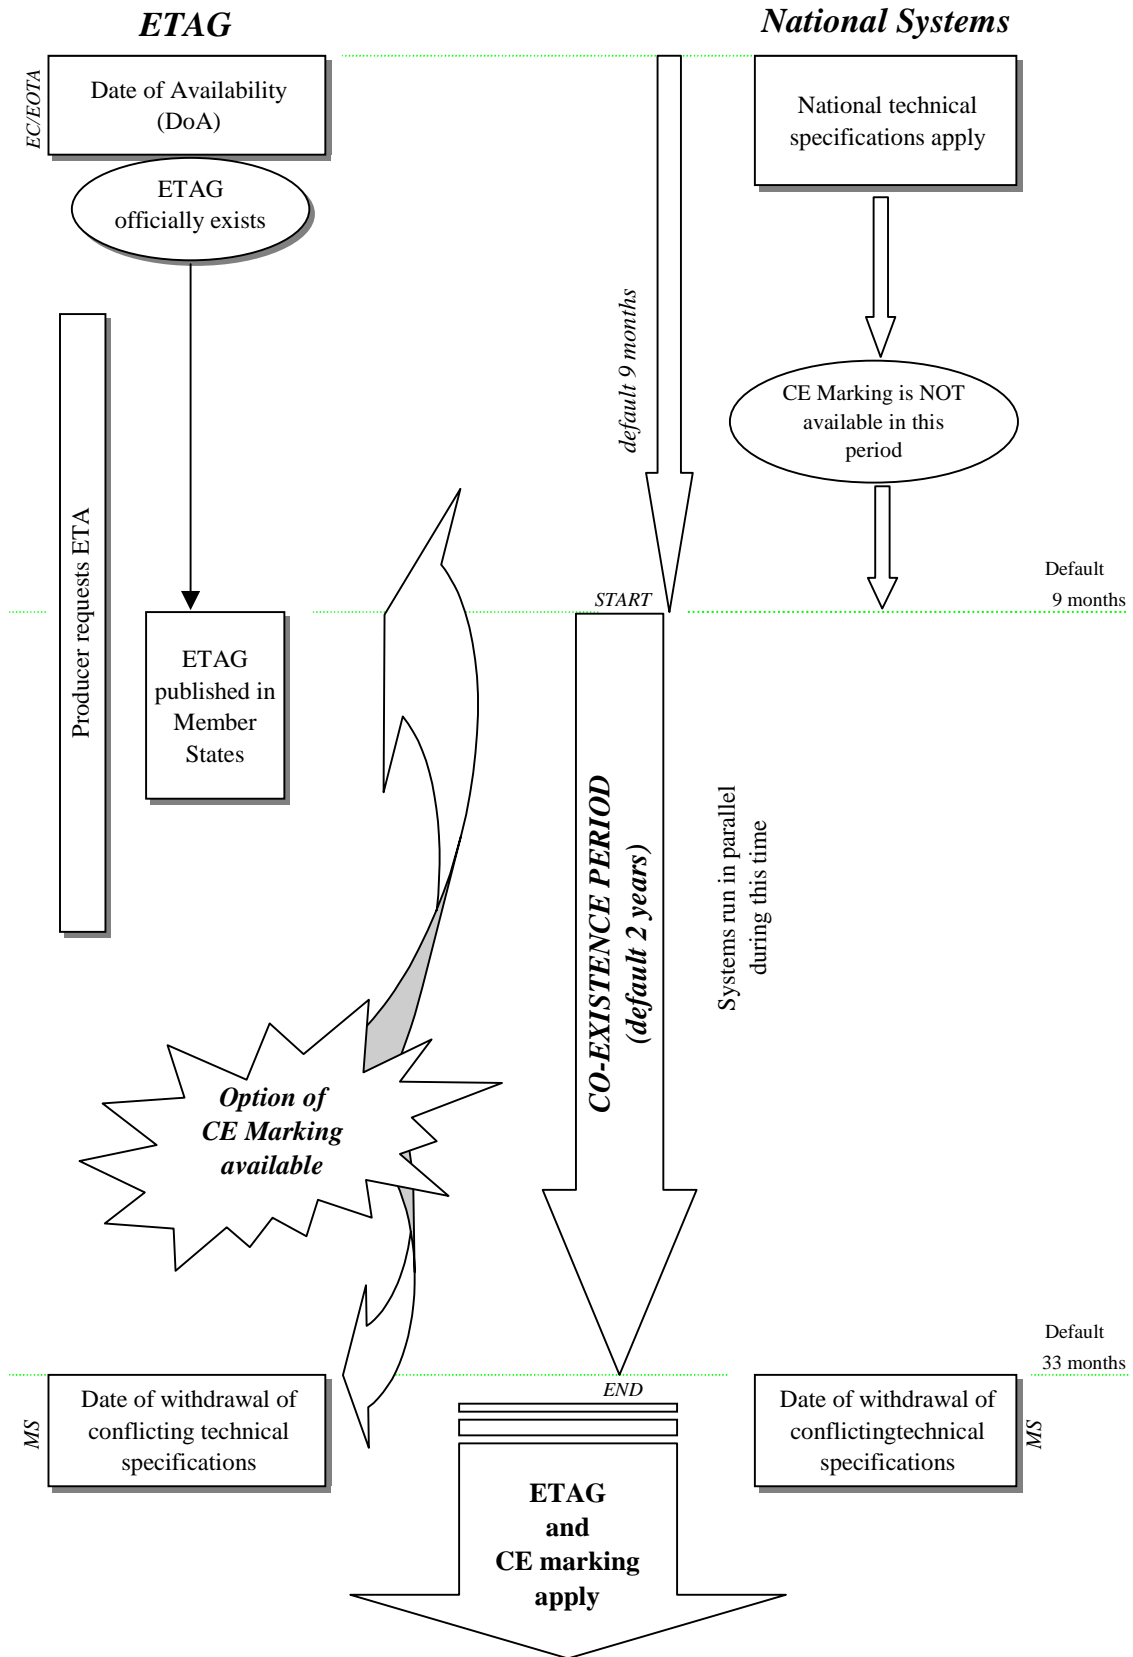 ETAG
National Systems
EC/EOTA
Date of Availability
(DoA)
National technical
specifications apply
ETAG
officially exists
default 9 months
CE Marking is NOT
available in this
period
Producer requests ETA
Default
9 months
START
ETAG
published in
Member
States
CO-EXISTENCE PERIOD
(default 2 years)
Systems run in parallel
during this time
Option of
CE Marking
available
Default
33 months
END
MS
Date of withdrawal of
conflicting technical
specifications
Date of withdrawal of
conflictingtechnical
specifications
MS
ETAG
and
CE marking
apply